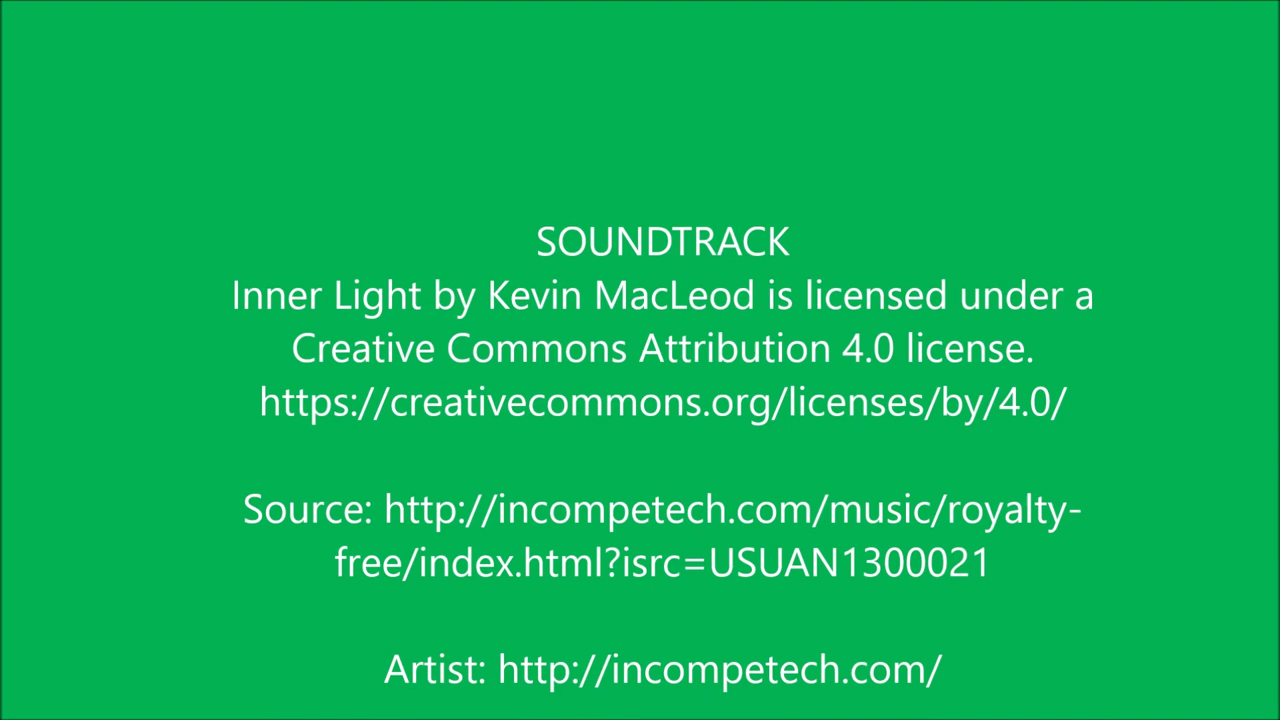 SOUNDTRACK
Inner Light by Kevin MacLeod is licensed under a
Creative Commons Attribution 4.0 license.
https://creativecommons.org/licenses/by/4.0/
Source: http://incompetech.com/music/royalty-
free/index.html?isrc=USUAN1300021
Artist: http://incompetech.com/